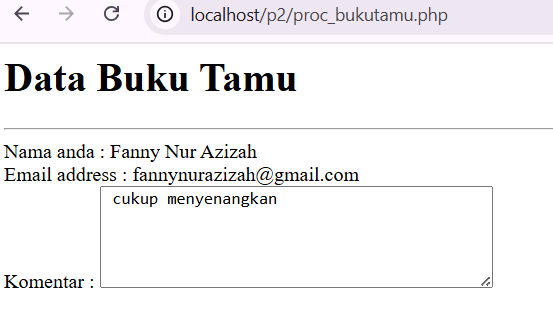 localhost/p2/proc_bukutamu.php
Data Buku Tamu
Nama anda : Fanny Nur Azizah
Email address : fannynurazizah@gmail.com
cukup menyenangkan
Komentar :